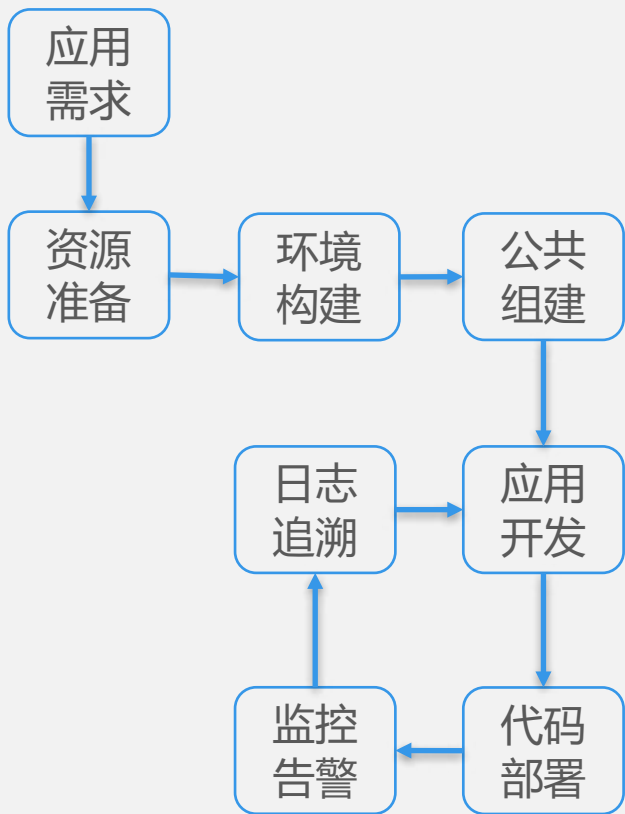 应用
需求
资源
准备
环境
构建
公共
组建
日志
追溯
应用
开发
监控
告警
代码
部署